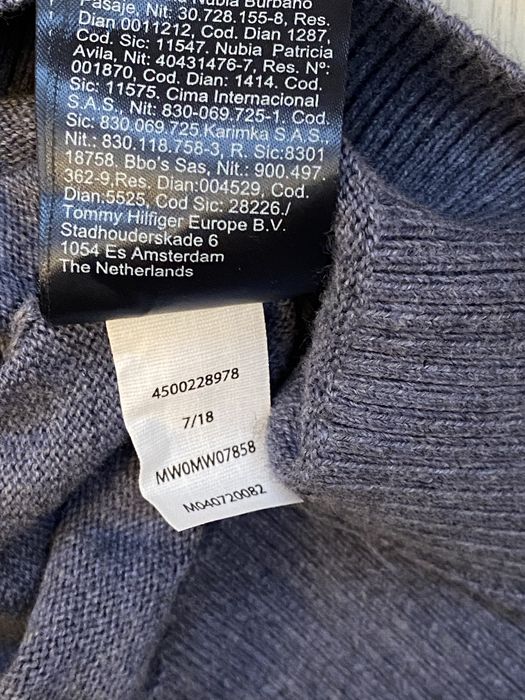 Nubia Burbano
Pasaje, Nit: 30.728.155-8, Res.
Dian 0011212, Cod. Dian 1287,
Cod. Sic: 11547. Nubia Patricia
Avila, Nit: 40431476-7, Res. Nº:
001870, Cod. Dian: 1414. Cod.
Sic: 11575. Cima Internacional
S.A.S, Nit: 830-069.725-1 Cod.
Sic: 830.069.725 Karimka S.A.S.,
Nit.: 830.118.758-3, R. Sic:8301
18758. Bbo's Sas, Nit.: 900.497.
362-9,Res. Dian:004529, Cod.
Dian:5525, Cod Sic: 28226./
Tommy Hilfiger Europe B.V.
Stadhouderskade 6
1054 Es Amsterdam
The Netherlands
4500228978
7/18
MW0MW07858
M040720082